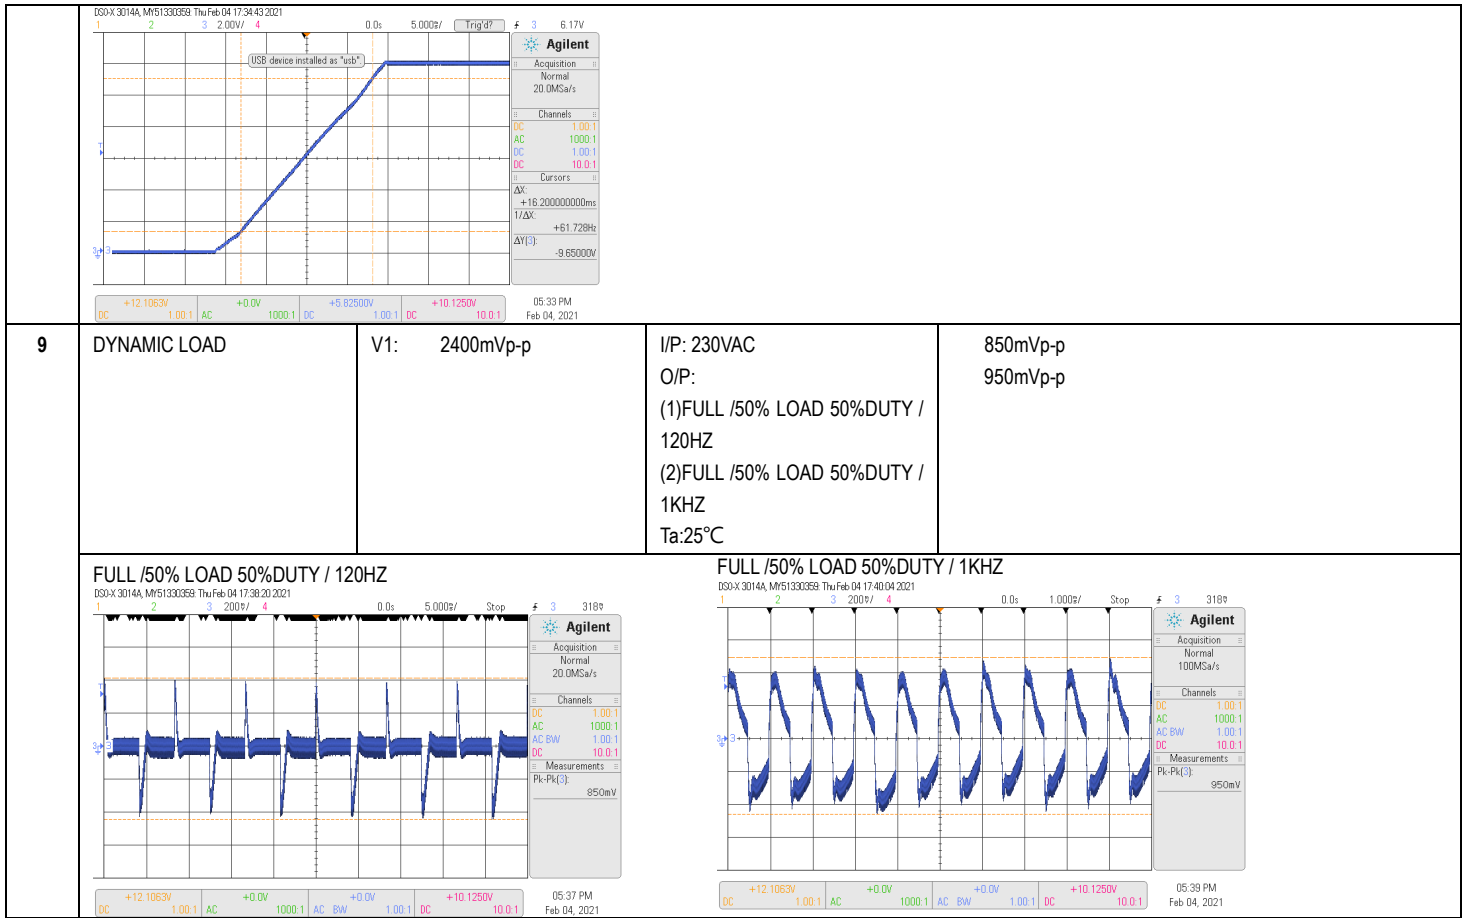 DSO-X 3014A, MY51330359: Thu Feb 04 17:34:43 2021
1 2 3 2.00V/ 4 0.0s 5.000ms/ Trig'd? 3 6.17V
USB device installed as "usb".
Agilent
Acquisition
Normal
20.0MSa/s
Channels
DC 1.00:1
AC 1000:1
DC 1.00:1
DC 10.0:1
Cursors
ΔX:
+16.200000000ms
1/ΔX:
+61.728Hz
ΔY(3):
-9.65000V
T
3 3
+12.1063V +0.0V +5.82500V +10.1250V
DC 1.00:1 AC 1000:1 DC 1.00:1 DC 10.0:1
05:33 PM
Feb 04, 2021
9 DYNAMIC LOAD V1: 2400mVp-p
I/P: 230VAC
O/P:
(1)FULL /50% LOAD 50%DUTY /
120HZ
(2)FULL /50% LOAD 50%DUTY /
1KHZ
Ta:25℃
850mVp-p
950mVp-p
FULL /50% LOAD 50%DUTY / 120HZ
DSO-X 3014A, MY51330359: Thu Feb 04 17:38:20 2021
1 2 3 200mV/ 4 0.0s 5.000ms/ Stop 3 318mV
Agilent
Acquisition
Normal
20.0MSa/s
Channels
DC 1.00:1
AC 1000:1
AC BW 1.00:1
DC 10.0:1
Measurements
Pk-Pk(3):
850mV
T
3 3
+12.1063V +0.0V +0.0V +10.1250V
DC 1.00:1 AC 1000:1 AC BW 1.00:1 DC 10.0:1
05:37 PM
Feb 04, 2021
FULL /50% LOAD 50%DUTY / 1KHZ
DSO-X 3014A, MY51330359: Thu Feb 04 17:40:04 2021
1 2 3 200mV/ 4 0.0s 1.000ms/ Stop 3 318mV
Agilent
Acquisition
Normal
100MSa/s
Channels
DC 1.00:1
AC 1000:1
AC BW 1.00:1
DC 10.0:1
Measurements
Pk-Pk(3):
950mV
T
3 3
+12.1063V +0.0V +0.0V +10.1250V
DC 1.00:1 AC 1000:1 AC BW 1.00:1 DC 10.0:1
05:39 PM
Feb 04, 2021